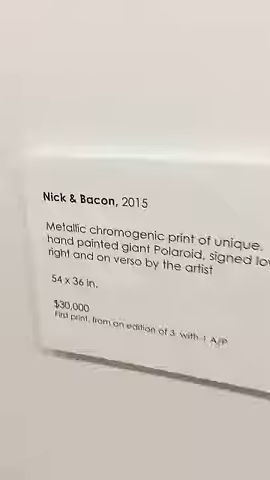 Nick & Bacon, 2015
Metallic chromogenic print of unique,
hand painted giant Polaroid, signed
right and on verso by the artist
54 x 36 in.
$30,000
First print, from an edition of 3, with 1 A/P